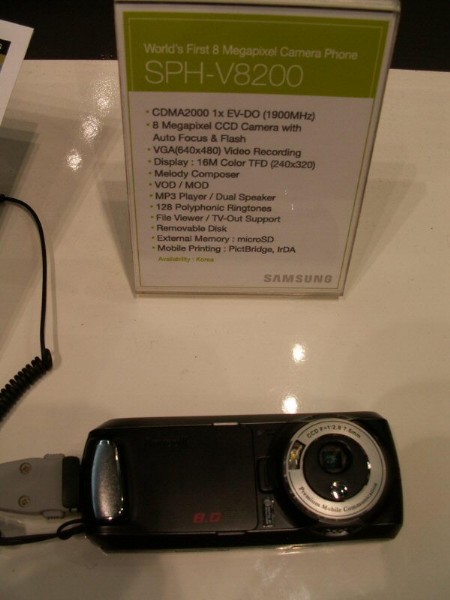 World's First 8 Megapixel Camera Phone
SPH-V8200
• CDMA2000 1x EV-DO (1900MHz)
• 8 Megapixel CCD Camera with
Auto Focus & Flash
• VGA(640x480) Video Recording
• Display : 16M Color TFD (240x320)
• Melody Composer
• VOD / MOD
• MP3 Player / Dual Speaker
• 128 Polyphonic Ringtones
• File Viewer / TV-Out Support
• Removable Disk
• External Memory : microSD
• Mobile Printing : PictBridge, IrDA
Availability : Korea
SAMSUNG
8.0
Premium Mobile Communication